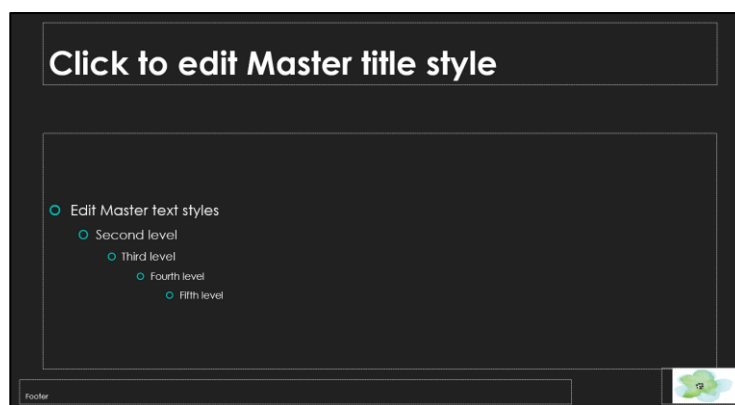 Click to edit Master title style
Edit Master text styles
Second level
Third level
Fourth level
Fifth level
Footer